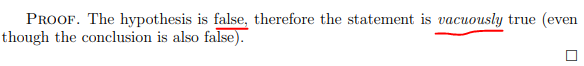 PROOF. The hypothesis is false, therefore the statement is vacuously true (even
though the conclusion is also false).